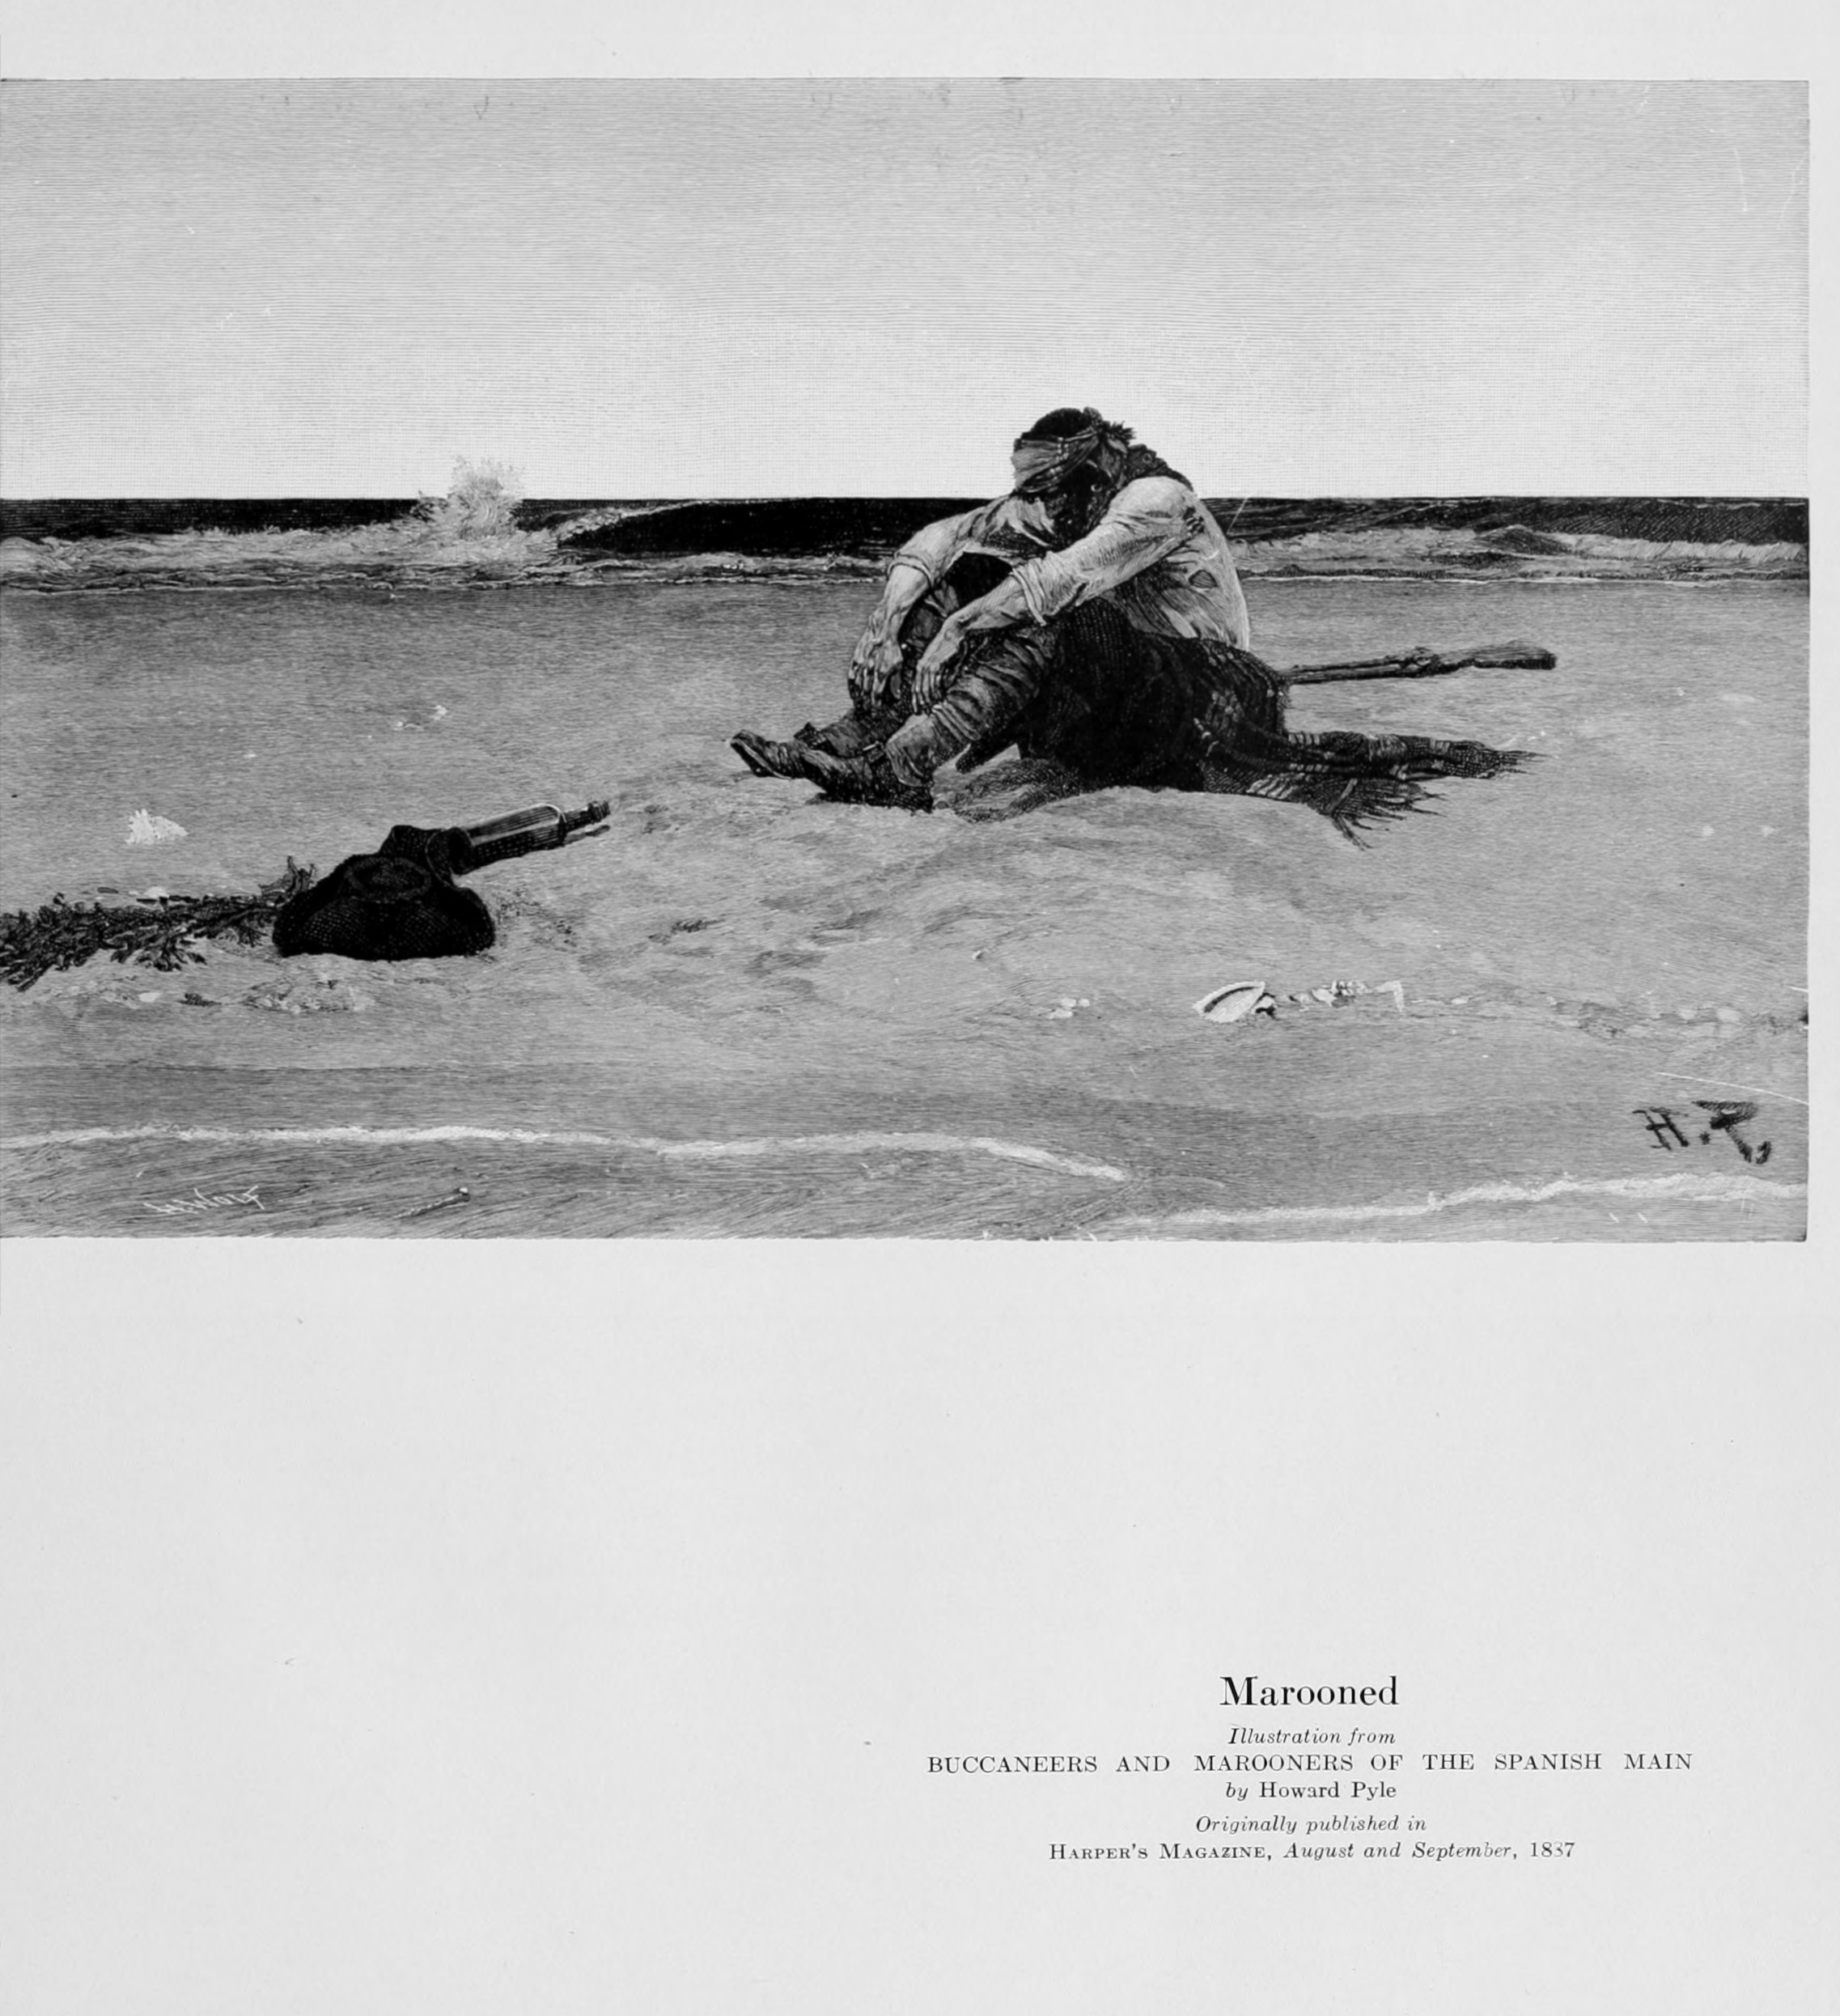 H.P.
Marooned
Illustration from
BUCCANEERS AND MAROONERS OF THE SPANISH MAIN
by Howard Pyle
Originally published in
HARPER'S MAGAZINE, August and September, 1887